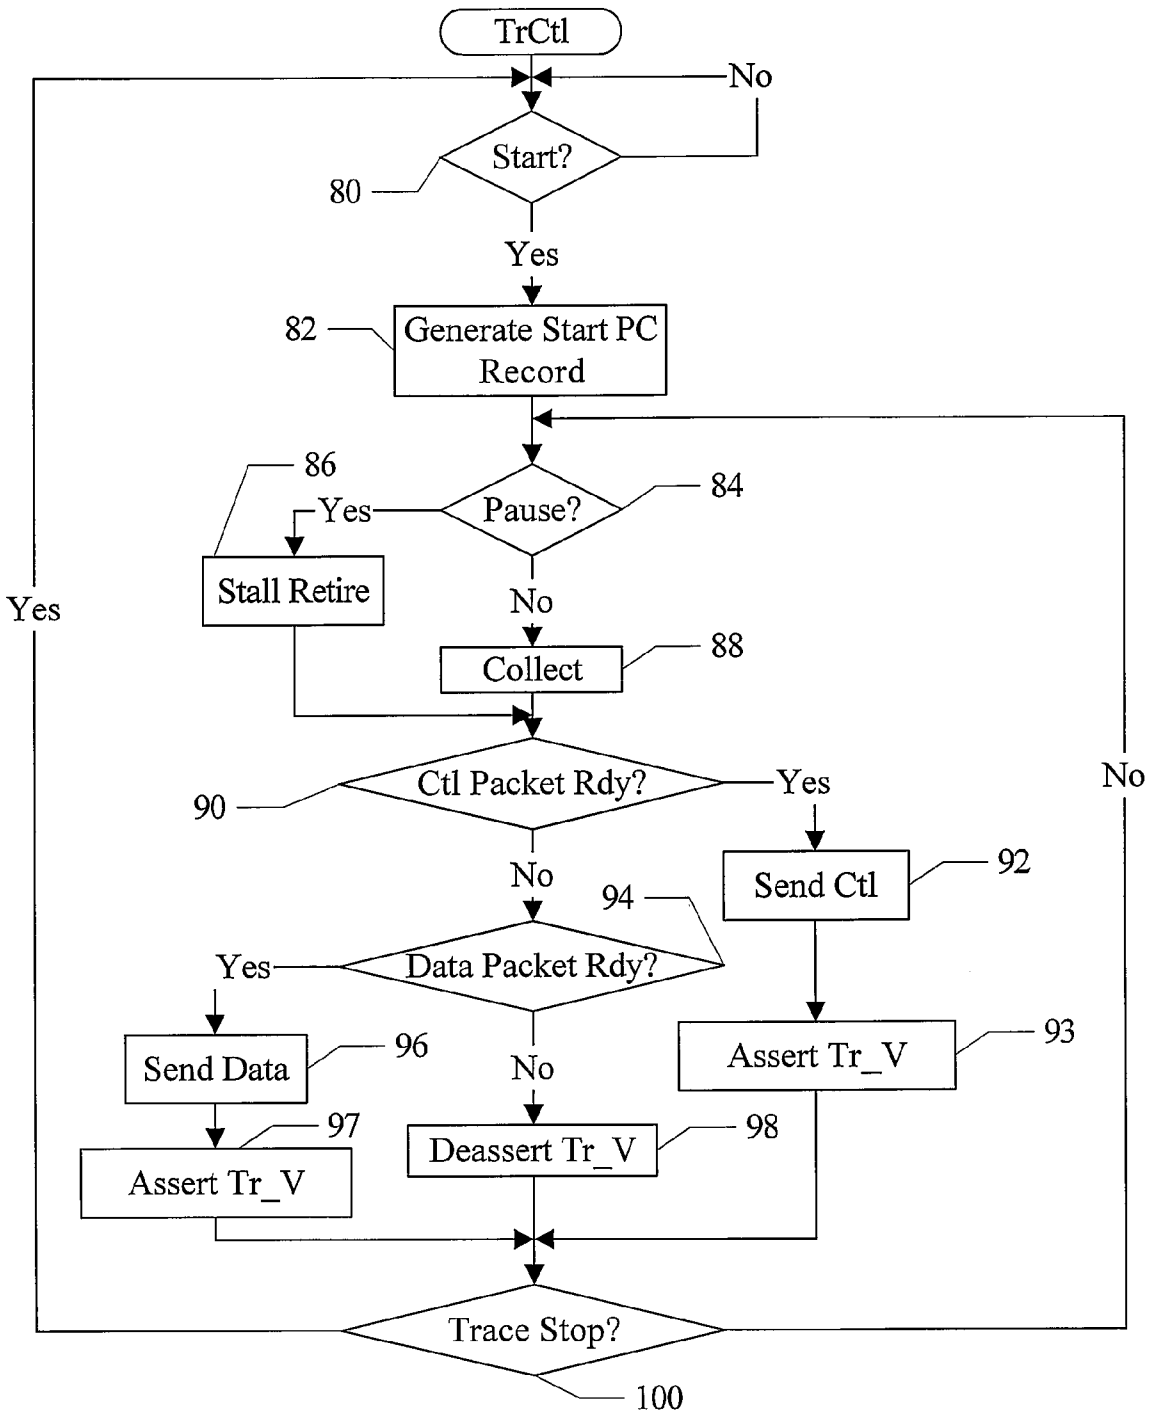 TrCtl
No
Start?
80
Yes
82
Generate Start PC
Record
86
84
Yes
Pause?
Stall Retire
Yes
No
88
Collect
Ctl Packet Rdy?
Yes
No
90
92
No
Send Ctl
94
Yes
Data Packet Rdy?
93
96
Assert Tr_V
Send Data
No
97
98
Deassert Tr_V
Assert Tr_V
Trace Stop?
100